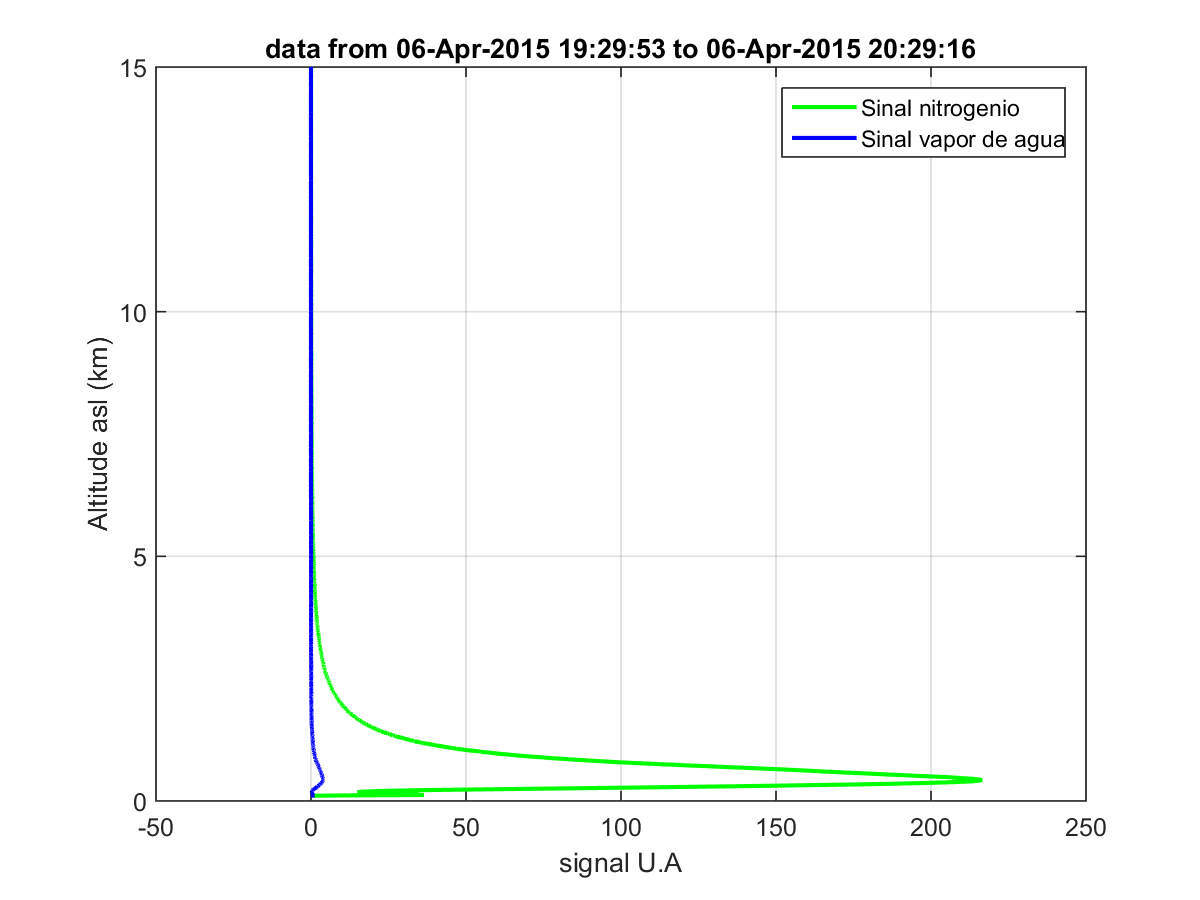 data from 06-Apr-2015 19:29:53 to 06-Apr-2015 20:29:16
Sinal nitrogenio
Sinal vapor de agua
15
10
5
0
Altitude asl (km)
-50 0 50 100 150 200 250
signal U.A